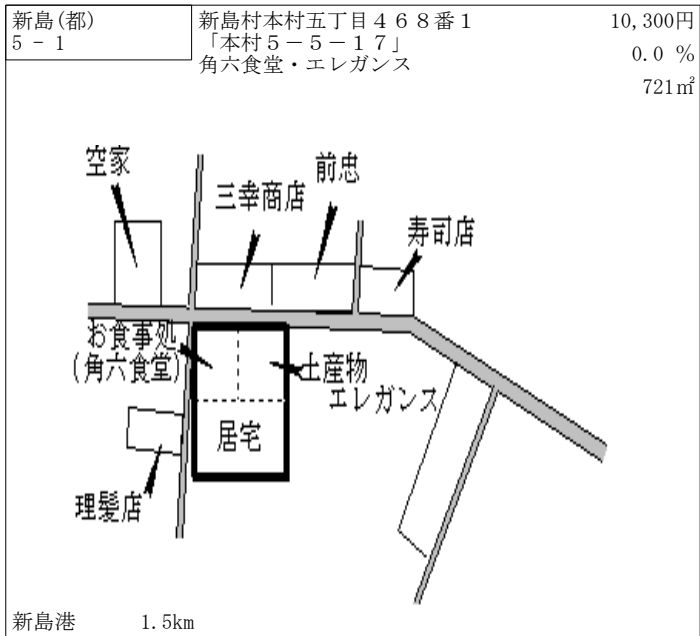 新島(都)
5 - 1
新島村本村五丁目４６８番１
「本村５－５－１７」
角六食堂・エレガンス
10,300円
0.0 %
721㎡
空家
三幸商店
前忠
寿司店
お食事処
(角六食堂)
土産物
エレガンス
居宅
理髪店
新島港 1.5km